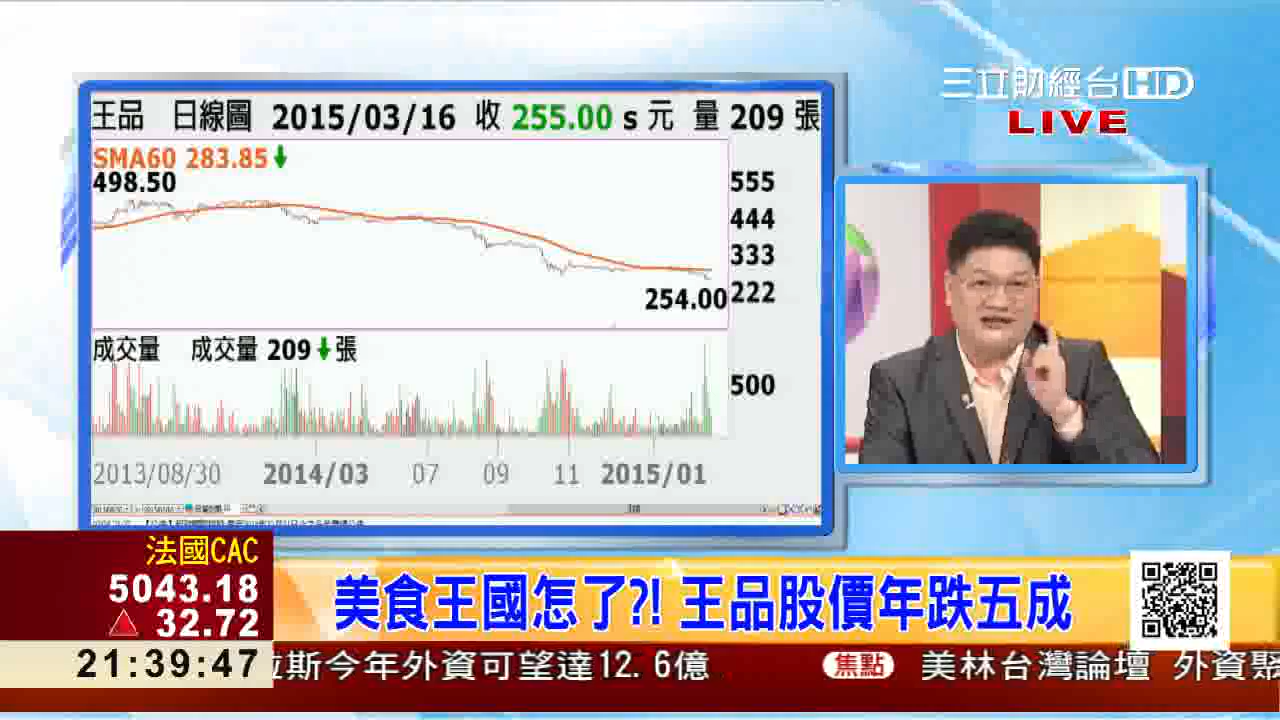 三立財經台HD
LIVE
王品 日線圖 2015/03/16 收 255.00 s 元 量 209 張
SMA60 283.85↓
498.50
555
444
333
222
254.00
成交量 成交量 209↓張
500
2013/08/30 2014/03 07 09 11 2015/01
法國CAC
5043.18
▲ 32.72
美食王國怎了?! 王品股價年跌五成
21:39:47
拉斯今年外資可望達12.6億
焦點 美林台灣論壇 外資聚